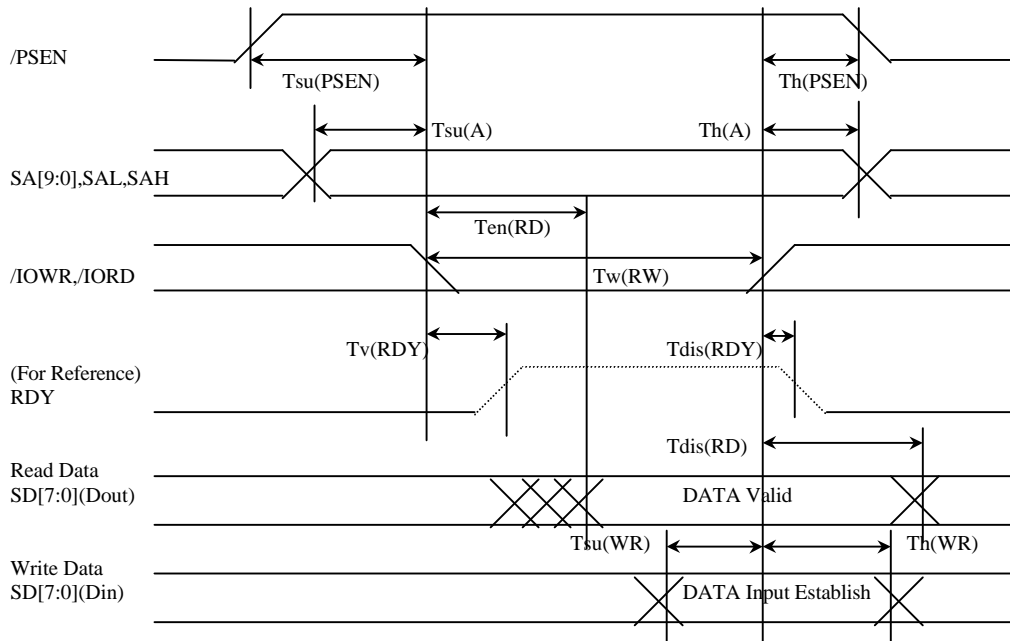 /PSEN
Tsu(PSEN)
Th(PSEN)
Tsu(A)
Th(A)
SA[9:0],SAL,SAH
Ten(RD)
/IOWR,/IORD
Tw(RW)
Tv(RDY)
Tdis(RDY)
(For Reference)
RDY
Tdis(RD)
Read Data
SD[7:0](Dout)
DATA Valid
Tsu(WR)
Th(WR)
Write Data
SD[7:0](Din)
DATA Input Establish